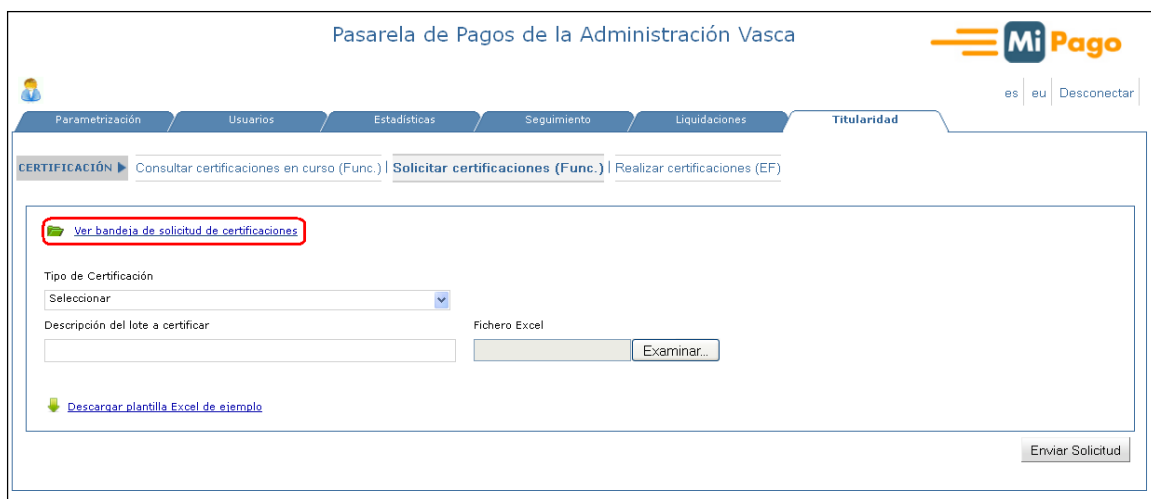 Pasarela de Pagos de la Administración Vasca
Mi Pago
es eu Desconectar
Parametrización Usuarios Estadísticas Seguimiento Liquidaciones Titularidad
CERTIFICACIÓN Consultar certificaciones en curso (Func.) | Solicitar certificaciones (Func.) | Realizar certificaciones (EF)
Ver bandeja de solicitud de certificaciones
Tipo de Certificación
Seleccionar
Descripción del lote a certificar Fichero Excel
Examinar...
Descargar plantilla Excel de ejemplo
Enviar Solicitud